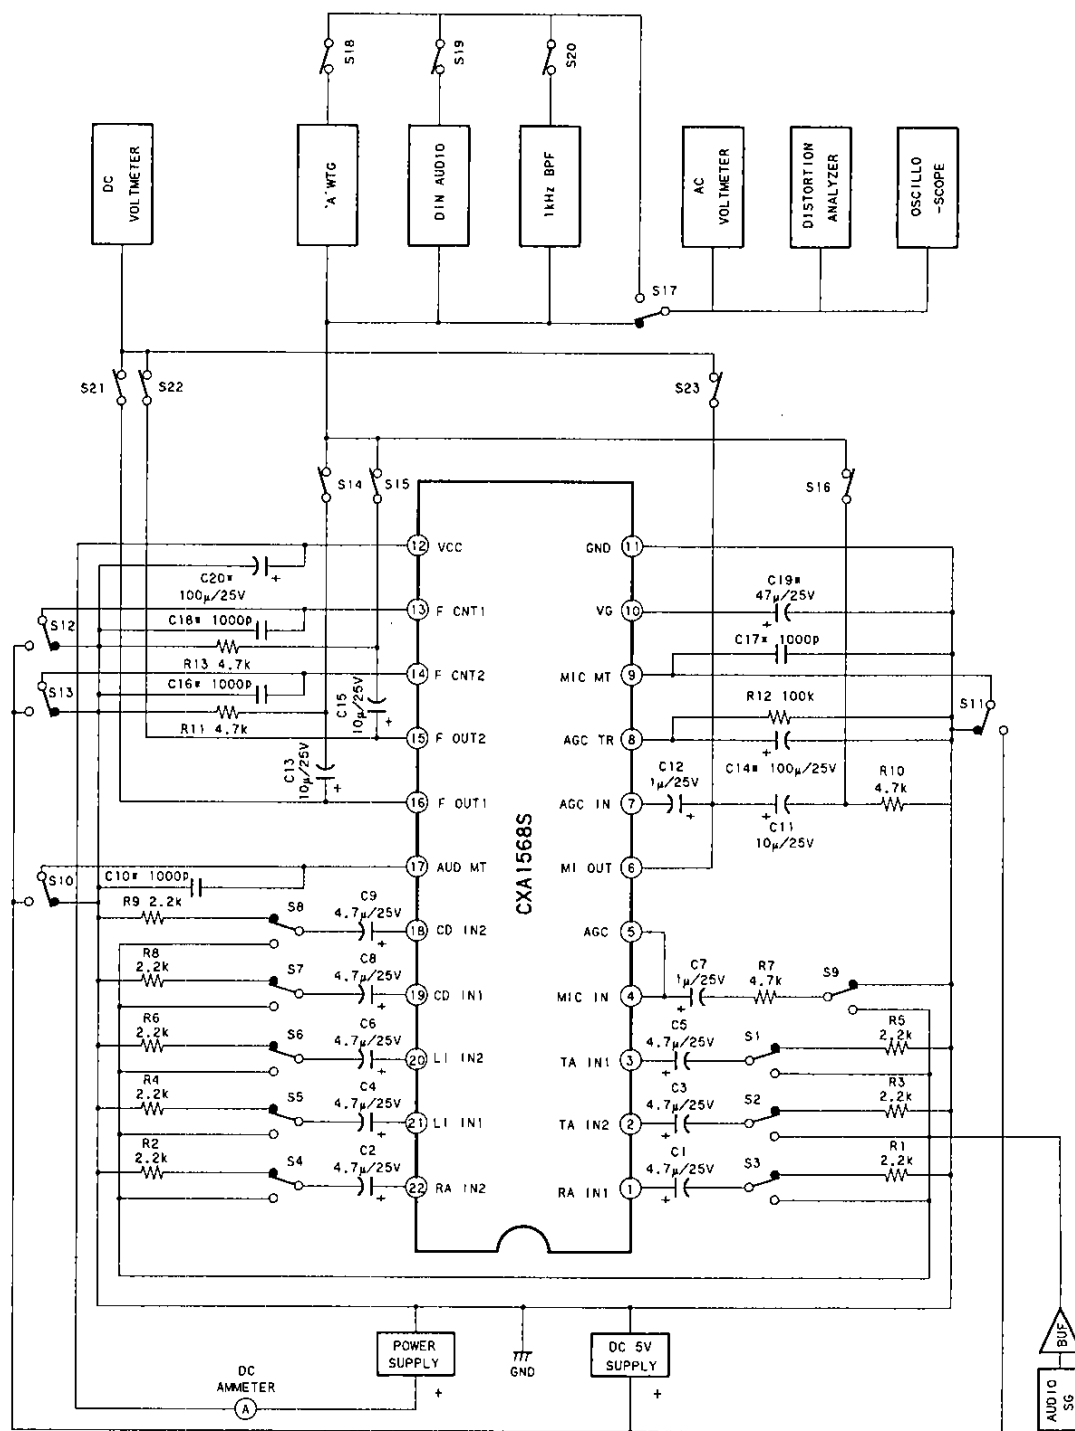 S18
S19
S20
DC
VOLTMETER
"A"WTG
DIN AUDIO
1kHz BPF
AC
VOLTMETER
DISTORTION
ANALYZER
OSCILLO
-SCOPE
S17
S21
S22
S23
S14
S15
S16
12 VCC
GND 11
C20*
100μ/25V
C19*
47μ/25V
S12
13 F CNT1
VG 10
C18* 1000P
C17* 1000p
R13 4.7k
S13
14 F CNT2
MIC MT 9
C16* 1000P
C15
10μ/25V
R12 100k
S11
R11 4.7k
15 F OUT2
AGC TR 8
C13
10μ/25V
C12
1μ/25V
C14* 100μ/25V
R10
4.7k
16 F OUT1
AGC IN 7
C11
10μ/25V
CXA1568S
17 AUD MT
MI OUT 6
S10
C10* 1000P
R9 2.2k
S8
C9
4.7μ/25V
18 CD IN2
AGC 5
R8
2.2k
S7
C8
4.7μ/25V
19 CD IN1
MIC IN 4
C7
1μ/25V
R7
4.7k
S9
R6
2.2k
S6
C6
4.7μ/25V
20 LI IN2
TA IN1 3
C5
4.7μ/25V
S1
R5
2.2k
R4
2.2k
S5
C4
4.7μ/25V
21 LI IN1
TA IN2 2
C3
4.7μ/25V
S2
R3
2.2k
R2
2.2k
S4
C2
4.7μ/25V
22 RA IN2
RA IN1 1
C1
4.7μ/25V
S3
R1
2.2k
POWER
SUPPLY
GND
DC 5V
SUPPLY
BUF
AUDIO
SG
DC
AMMETER
A